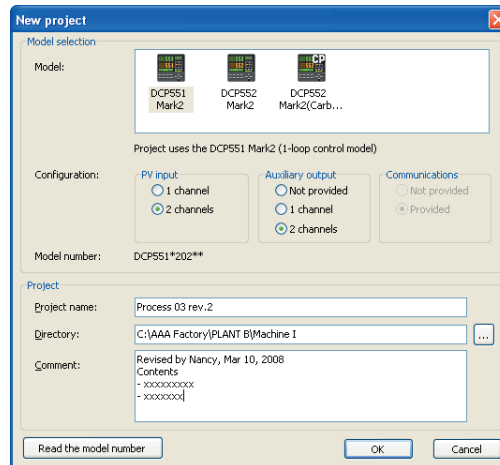 New project
Model selection
Model:
DCP551 Mark2
DCP552 Mark2
CP
DCP552 Mark2(Carb...
Project uses the DCP551 Mark2 (1-loop control model)
Configuration:
PV input
1 channel
2 channels
Auxiliary output
Not provided
1 channel
2 channels
Communications
Not provided
Provided
Model number:
DCP551*202**
Project
Project name:
Process 03 rev.2
Directory:
C:\AAA Factory\PLANT B\Machine I
...
Comment:
Revised by Nancy, Mar 10, 2008
Contents
- xxxxxxxxx
- xxxxxxx
Read the model number
OK
Cancel